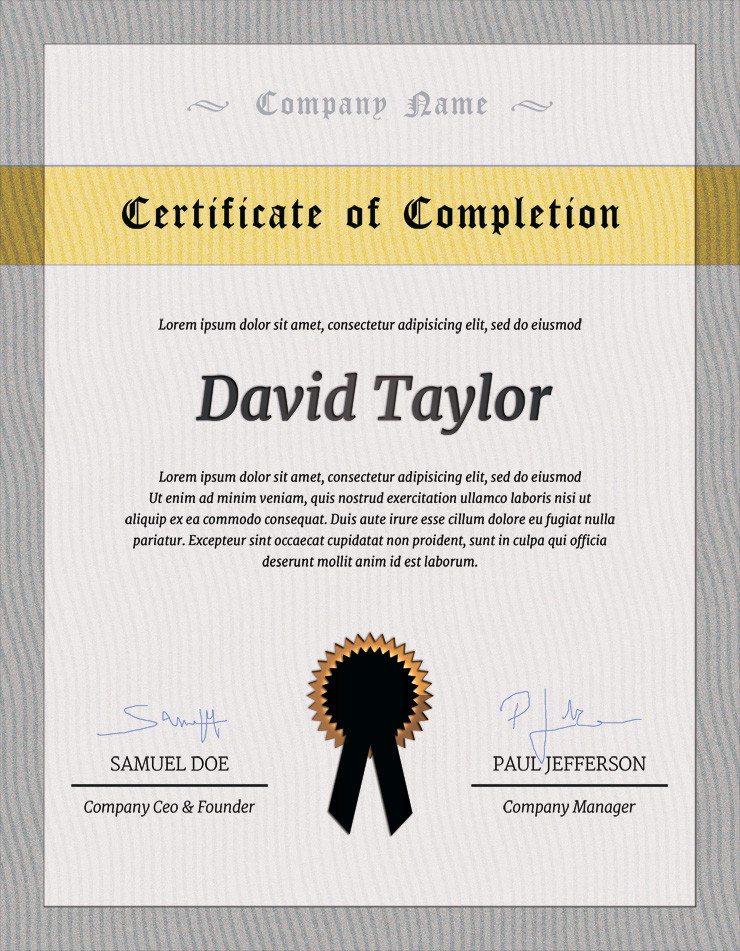 Company Name
Certificate of Completion
Lorem ipsum dolor sit amet, consectetur adipisicing elit, sed do eiusmod
David Taylor
Lorem ipsum dolor sit amet, consectetur adipisicing elit, sed do eiusmod
Ut enim ad minim veniam, quis nostrud exercitation ullamco laboris nisi ut
aliquip ex ea commodo consequat. Duis aute irure esse cillum dolore eu fugiat nulla
pariatur. Excepteur sint occaecat cupidatat non proident, sunt in culpa qui officia
deserunt mollit anim id est laborum.
SAMUEL DOE
Company Ceo & Founder
PAUL JEFFERSON
Company Manager